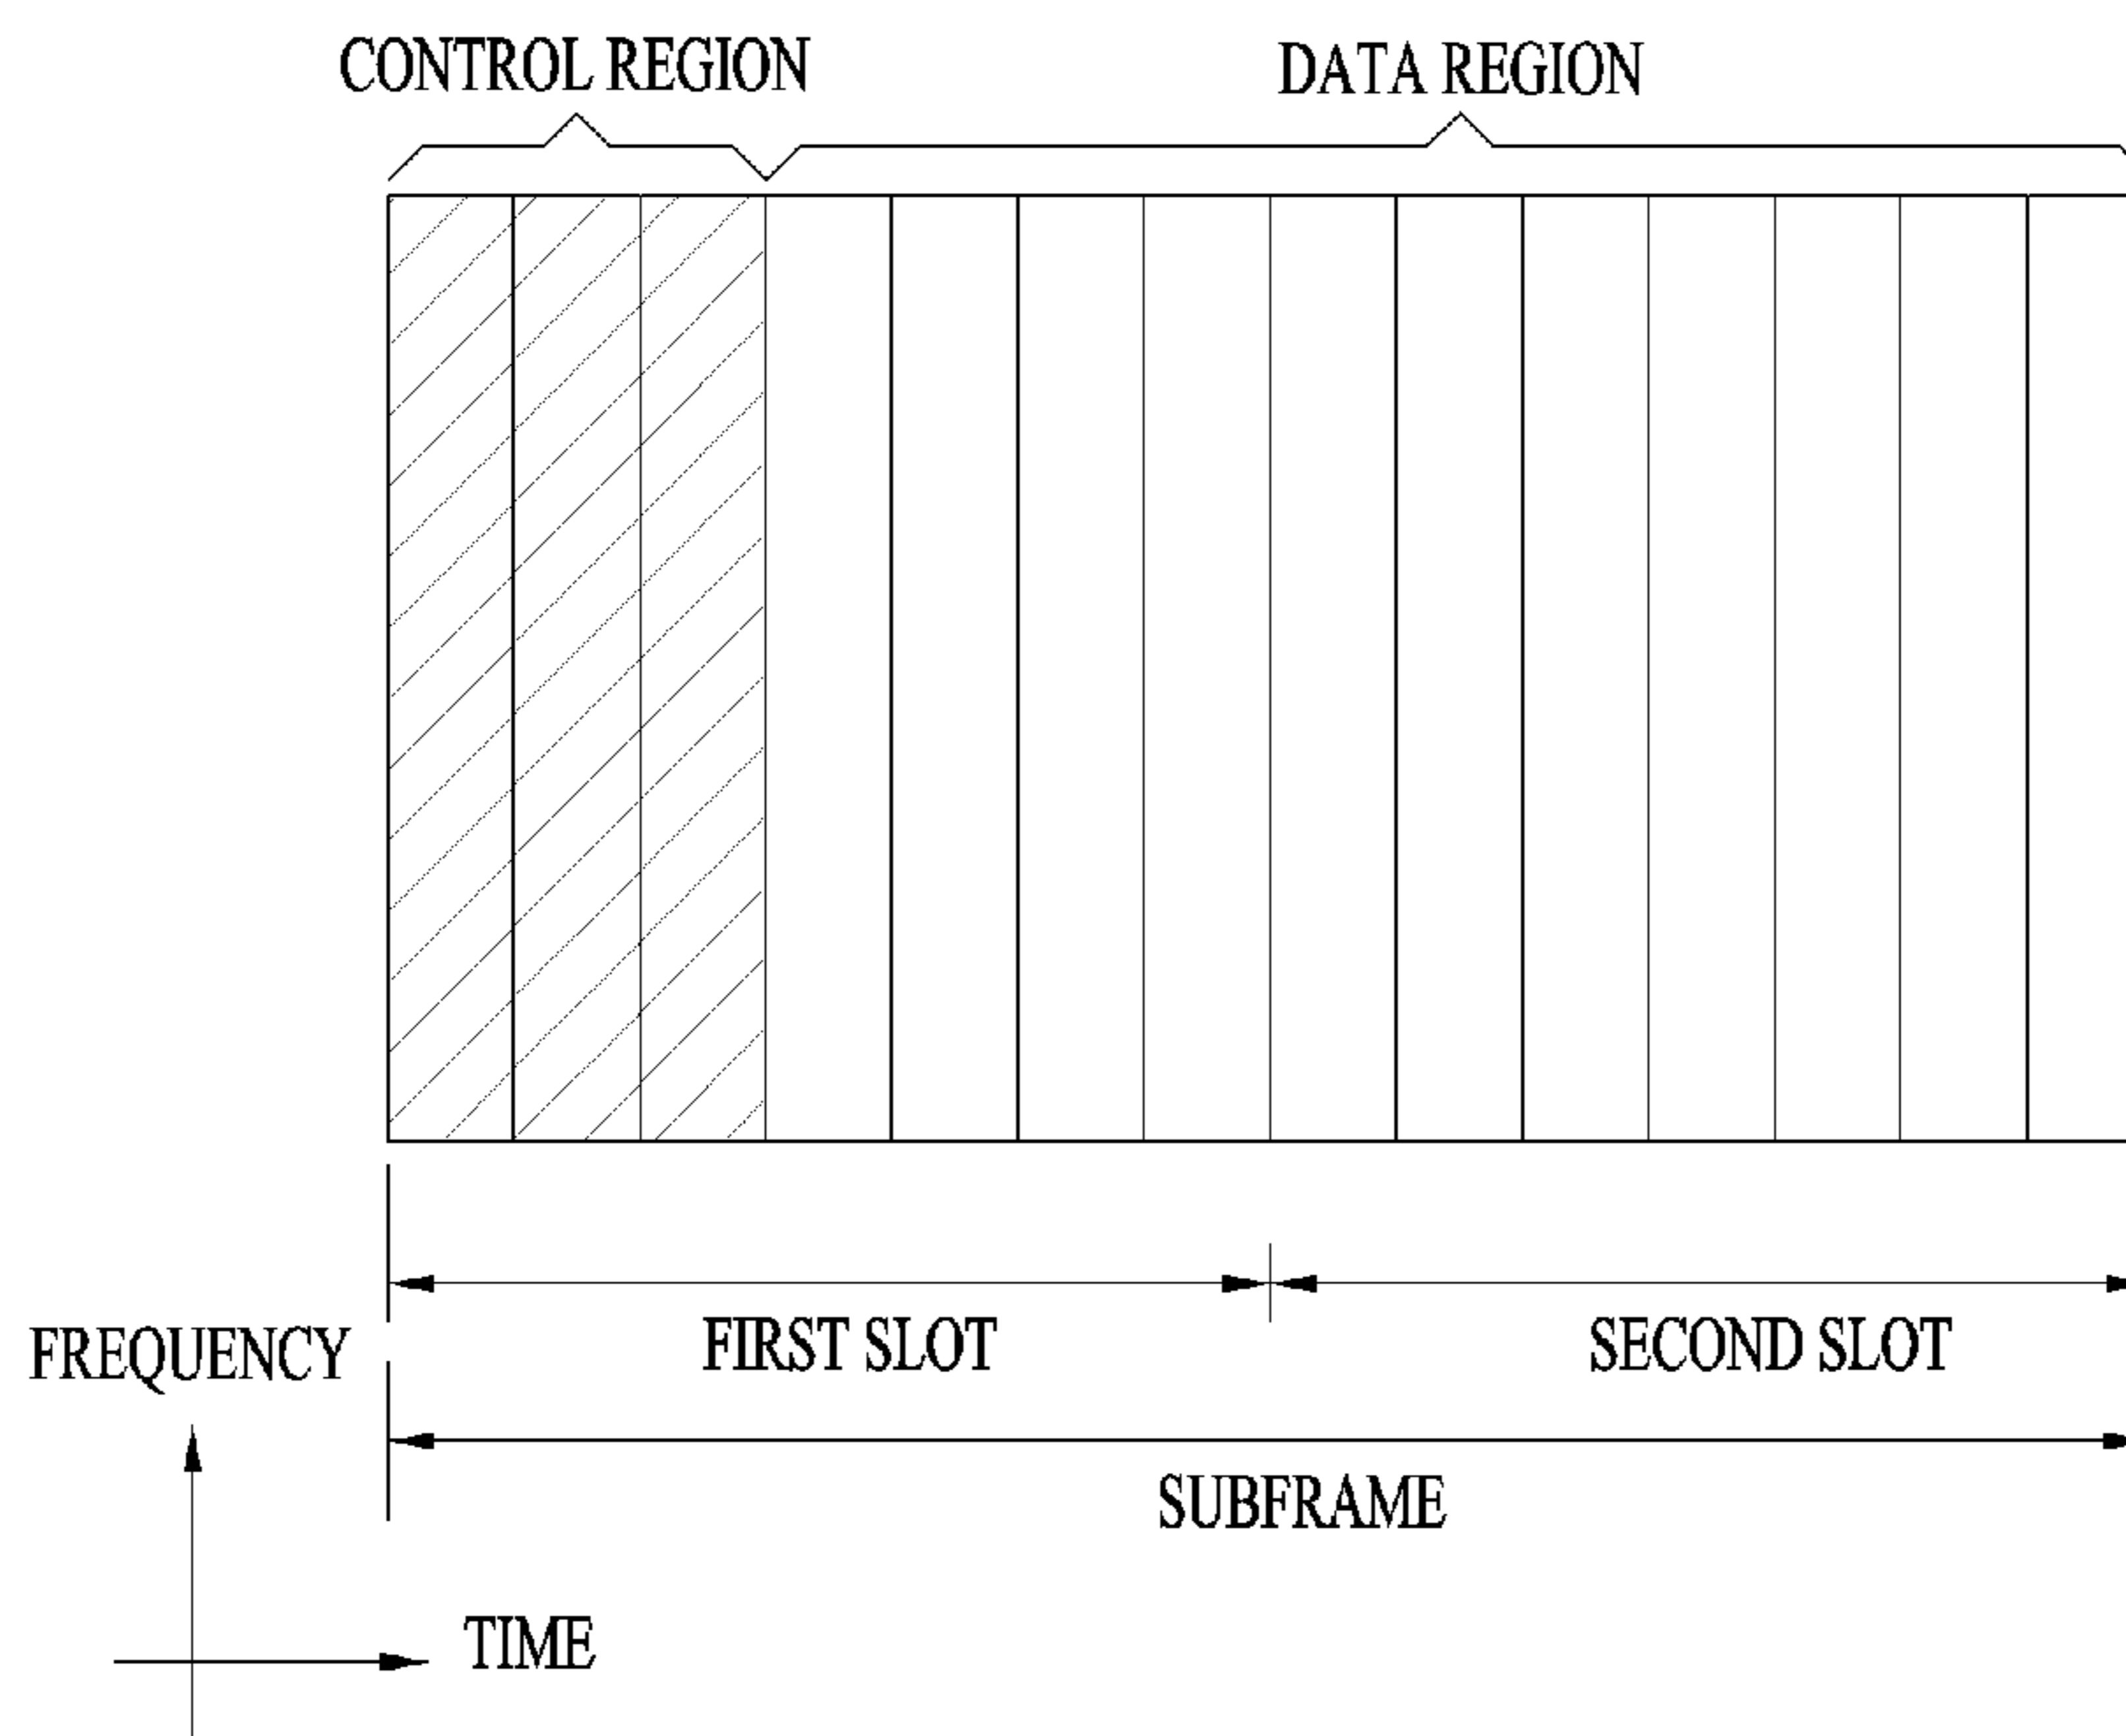 CONTROL REGION
DATA REGION
FIRST SLOT
SECOND SLOT
FREQUENCY
SUBFRAME
TIME